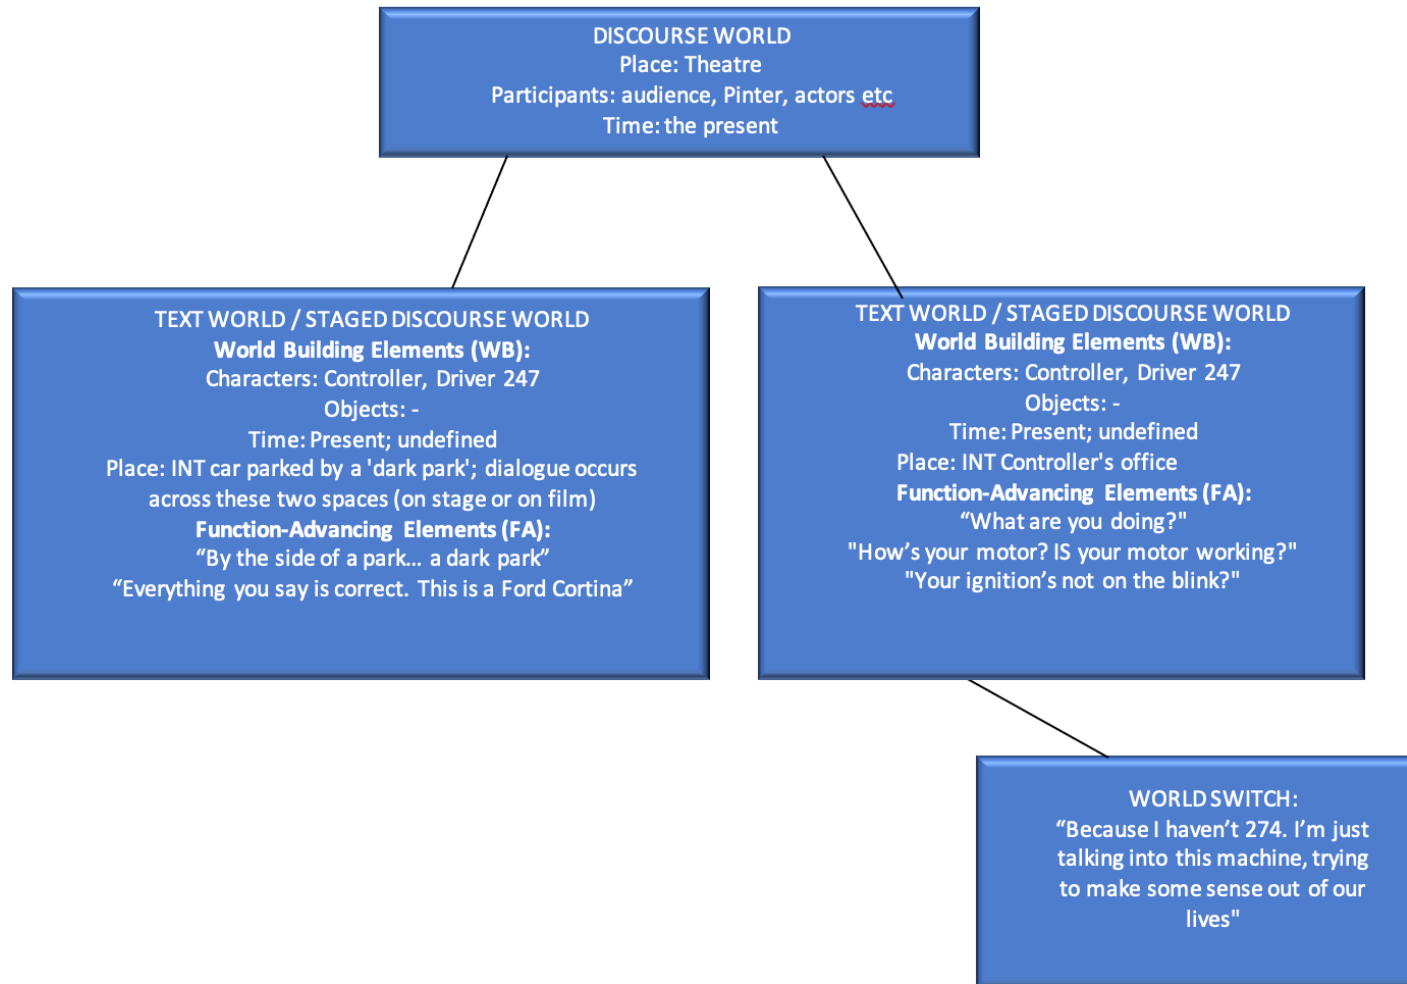 DISCOURSE WORLD
Place: Theatre
Participants: audience, Pinter, actors etc
Time: the present
TEXT WORLD / STAGED DISCOURSE WORLD
World Building Elements (WB):
Characters: Controller, Driver 247
Objects: -
Time: Present; undefined
Place: INT car parked by a 'dark park'; dialogue occurs
across these two spaces (on stage or on film)
Function-Advancing Elements (FA):
“By the side of a park... a dark park”
“Everything you say is correct. This is a Ford Cortina”
TEXT WORLD / STAGED DISCOURSE WORLD
World Building Elements (WB):
Characters: Controller, Driver 247
Objects: -
Time: Present; undefined
Place: INT Controller's office
Function-Advancing Elements (FA):
“What are you doing?"
"How’s your motor? IS your motor working?"
"Your ignition’s not on the blink?"
WORLD SWITCH:
“Because I haven’t 274. I’m just
talking into this machine, trying
to make some sense out of our
lives"